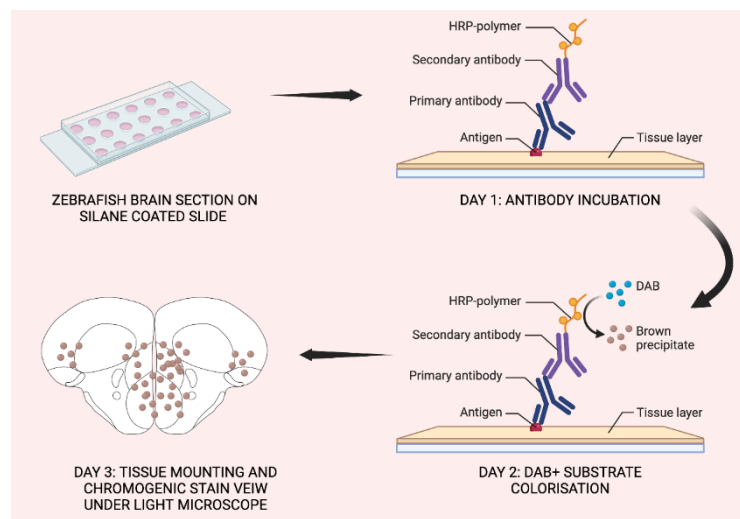 ZEBRAFISH BRAIN SECTION ON
SILANE COATED SLIDE
HRP-polymer
Secondary antibody
Primary antibody
Antigen
Tissue layer
DAY 1: ANTIBODY INCUBATION
DAB
HRP-polymer
Brown
precipitate
Secondary antibody
Primary antibody
Antigen
Tissue layer
DAY 2: DAB+ SUBSTRATE
COLORISATION
DAY 3: TISSUE MOUNTING AND
CHROMOGENIC STAIN VEIW
UNDER LIGHT MICROSCOPE